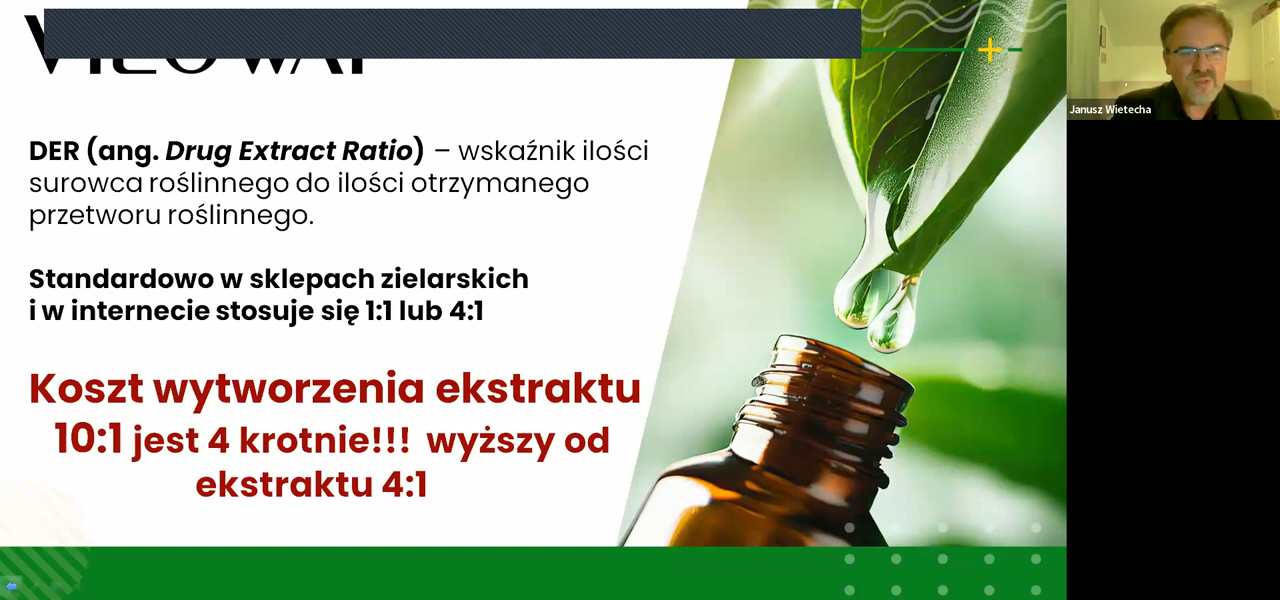 DER (ang. Drug Extract Ratio) – wskaźnik ilości
surowca roślinnego do ilości otrzymanego
przetworu roślinnego.
Standardowo w sklepach zielarskich
i w internecie stosuje się 1:1 lub 4:1
Koszt wytworzenia ekstraktu
10:1 jest 4 krotnie!!! wyższy od
ekstraktu 4:1
Janusz Wietecha